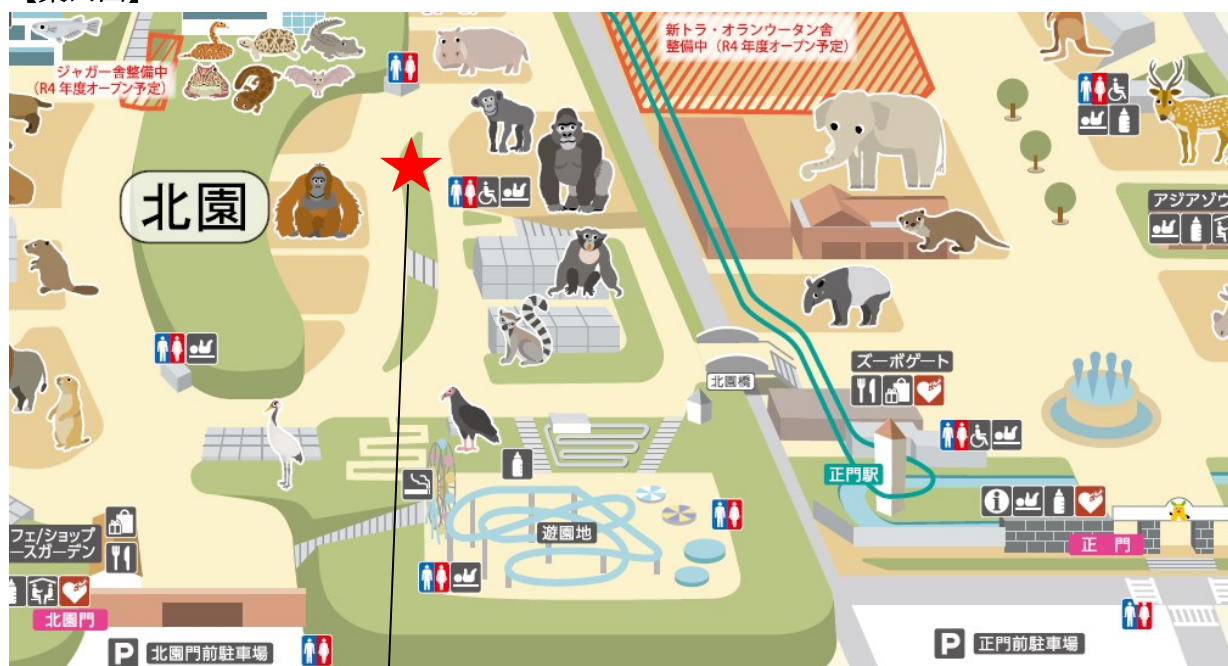 新トラ・オランウータン舎
整備中（R4年度オープン予定）
ジャガー舎整備中
（R4年度オープン予定）
北園
アジアゾウ
ズーボゲート
北園橋
正門駅
遊園地
フェ/ショップ
ースガーデン
正 門
北園門
P 北園門前駐車場
P 正門前駐車場